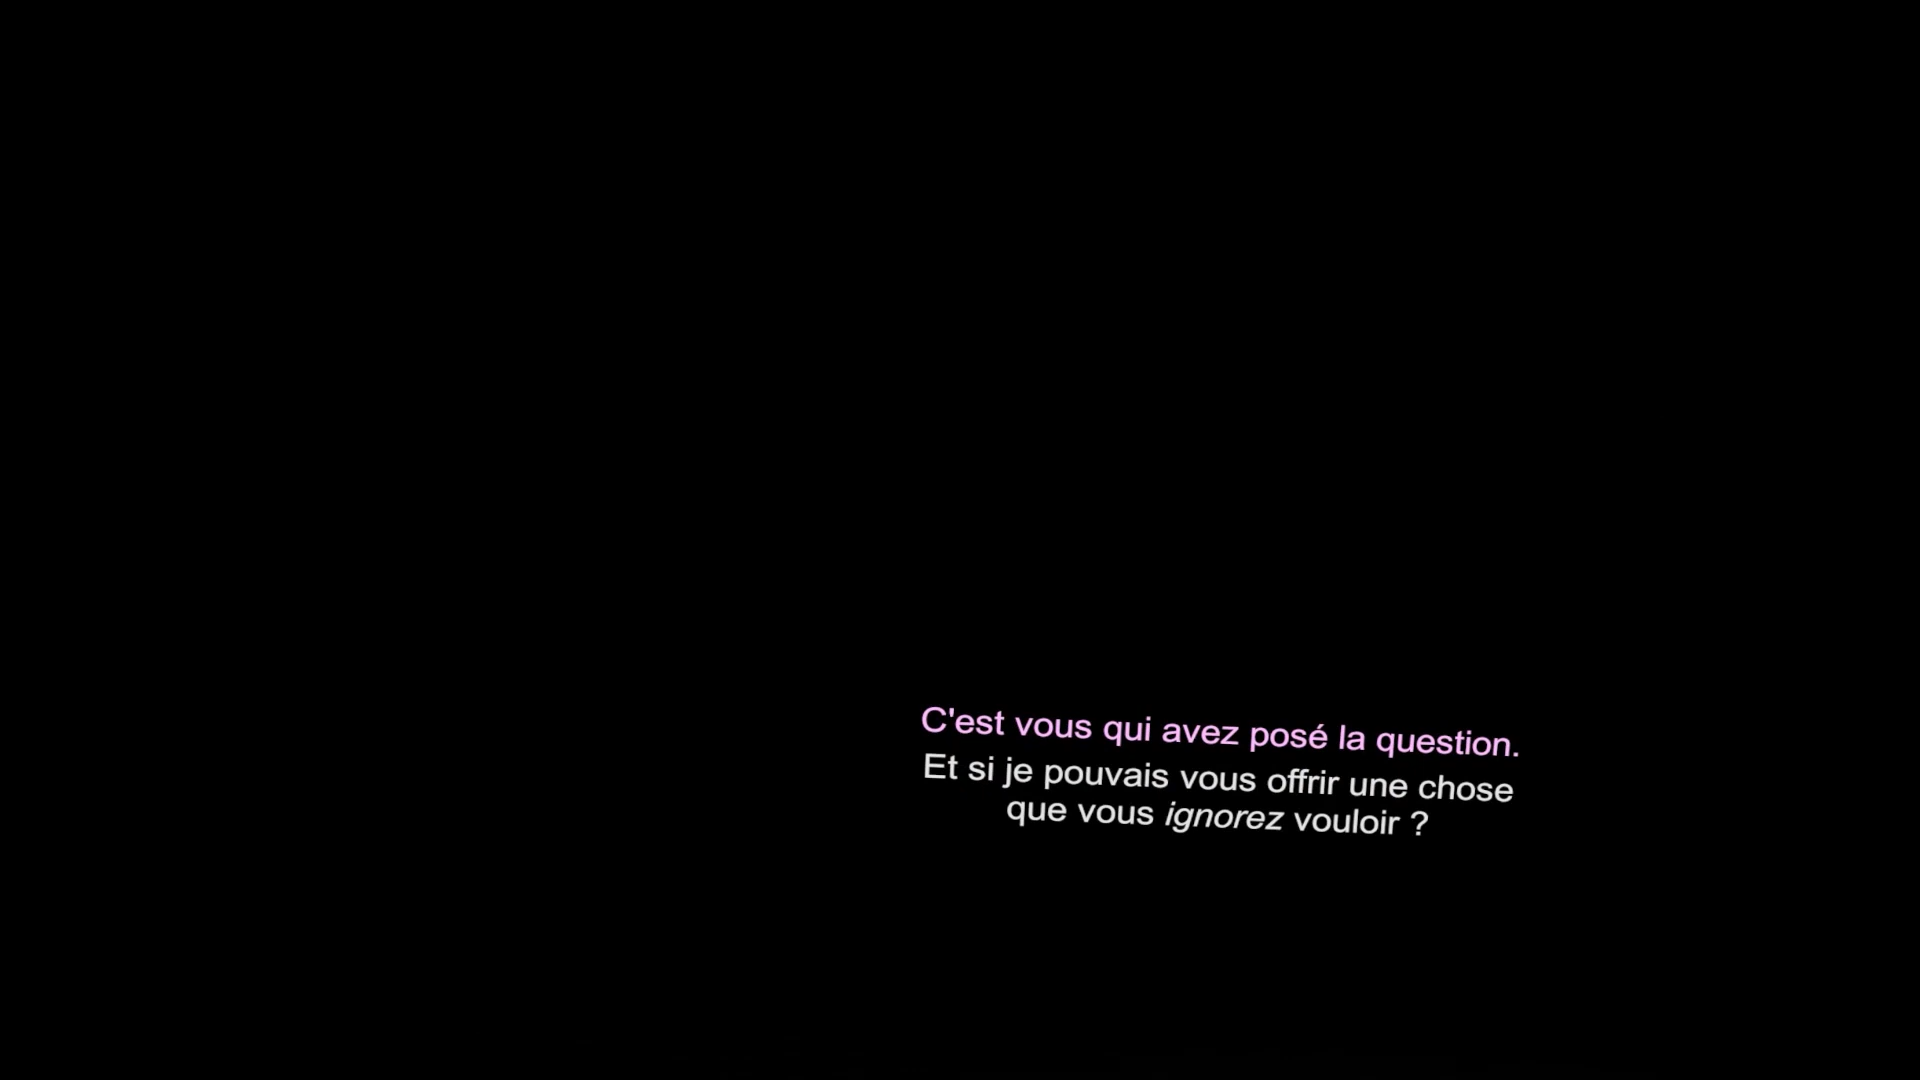 C'est vous qui avez posé la question.
Et si je pouvais vous offrir une chose
que vous ignorez vouloir ?